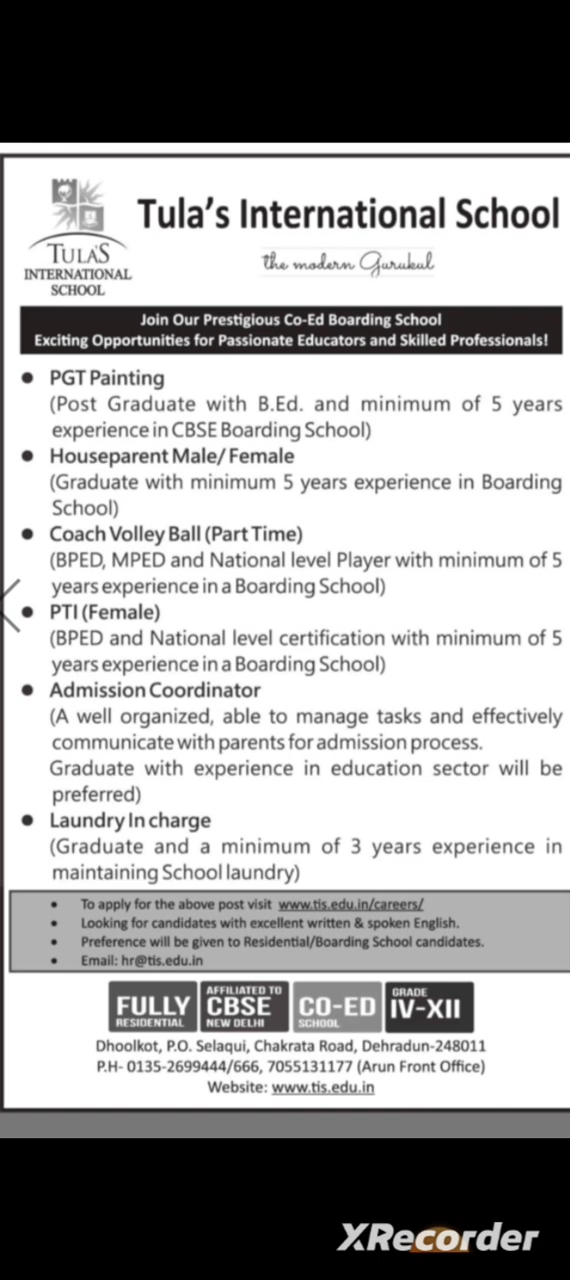 TULA'S
INTERNATIONAL
SCHOOL
Tula's International School
the modern Gurukul
Join Our Prestigious Co-Ed Boarding School
Exciting Opportunities for Passionate Educators and Skilled Professionals!
● PGT Painting
(Post Graduate with B.Ed. and minimum of 5 years
experience in CBSE Boarding School)
● Houseparent Male/ Female
(Graduate with minimum 5 years experience in Boarding
School)
● Coach Volley Ball (Part Time)
(BPED, MPED and National level Player with minimum of 5
years experience in a Boarding School)
● PTI (Female)
(BPED and National level certification with minimum of 5
years experience in a Boarding School)
● Admission Coordinator
(A well organized, able to manage tasks and effectively
communicate with parents for admission process.
Graduate with experience in education sector will be
preferred)
● Laundry In charge
(Graduate and a minimum of 3 years experience in
maintaining School laundry)
• To apply for the above post visit www.tis.edu.in/careers/
• Looking for candidates with excellent written & spoken English.
• Preference will be given to Residential/Boarding School candidates.
• Email: hr@tis.edu.in
FULLY
RESIDENTIAL
AFFILIATED TO
CBSE
NEW DELHI
CO-ED
SCHOOL
GRADE
IV-XII
Dhoolkot, P.O. Selaqui, Chakrata Road, Dehradun-248011
P.H- 0135-2699444/666, 7055131177 (Arun Front Office)
Website: www.tis.edu.in
XRecorder